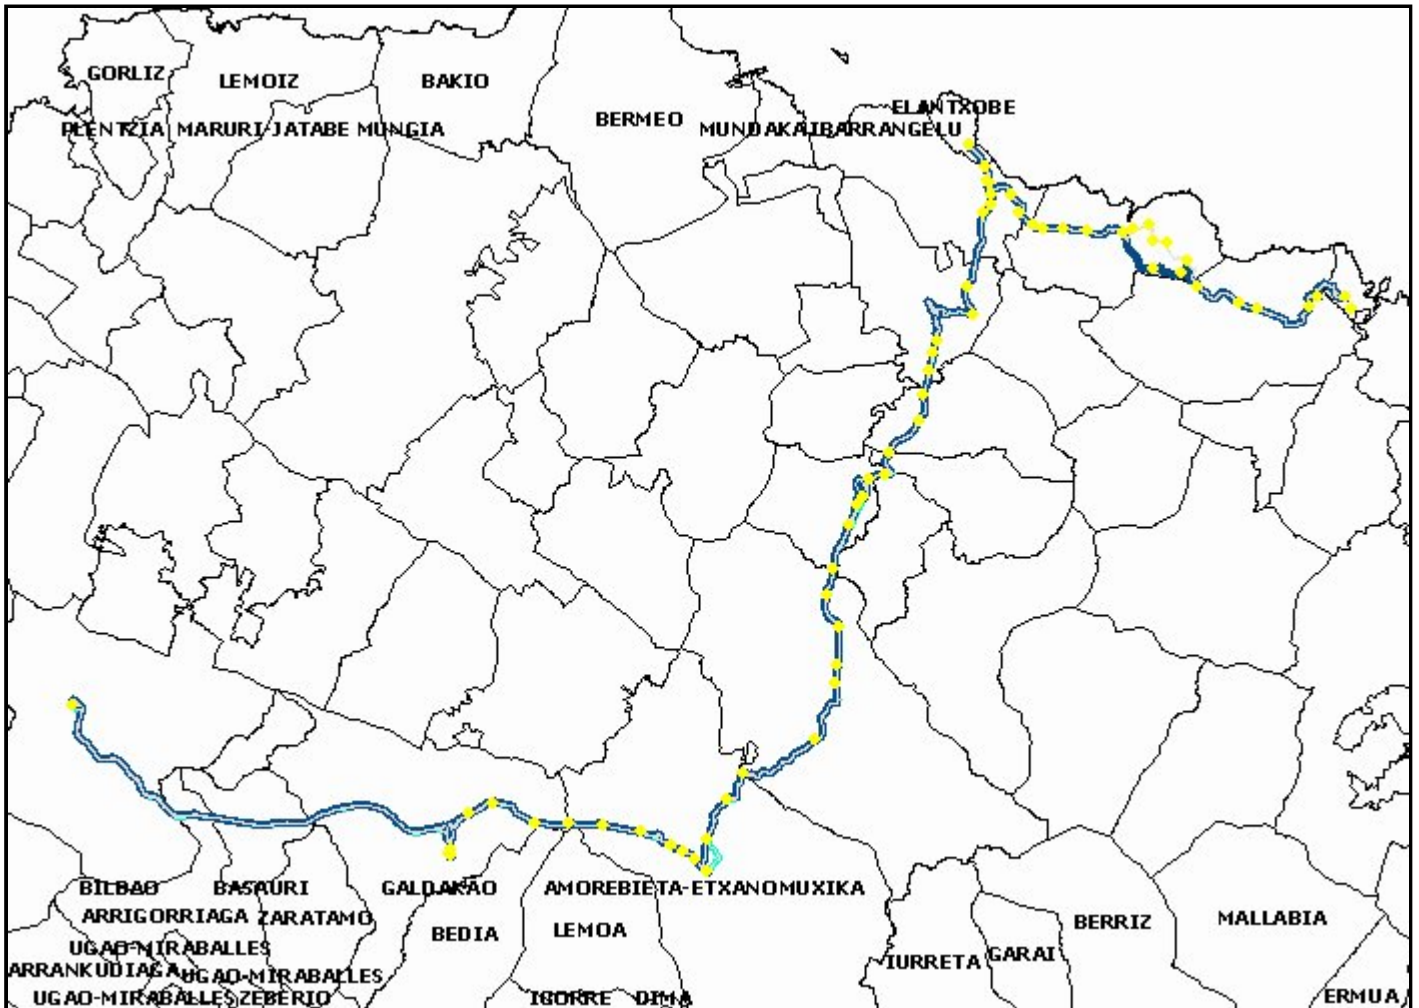 ELANTXOBE
GORLIZ
LEMOIZ
BAKIO
BERMEO
PLENTZIA
MARURI-JATABE
MUNGIA
MUNDAKA
IBARRANGELU
BILBAO
BASAURI
GALDAKAO
AMOREBIETA-ETXANO
MUXIKA
ARRIGORRIAGA
ZARATAMO
BEDIA
LEMOA
BERRIZ
MALLABIA
UGAO-MIRABALLES
IURRETA
GARAI
ARRANKUDIAGA
UGAO-MIRABALLES
UGAO-MIRABALLES
ZEBERIO
IGORRE
DIMA
ERMUA